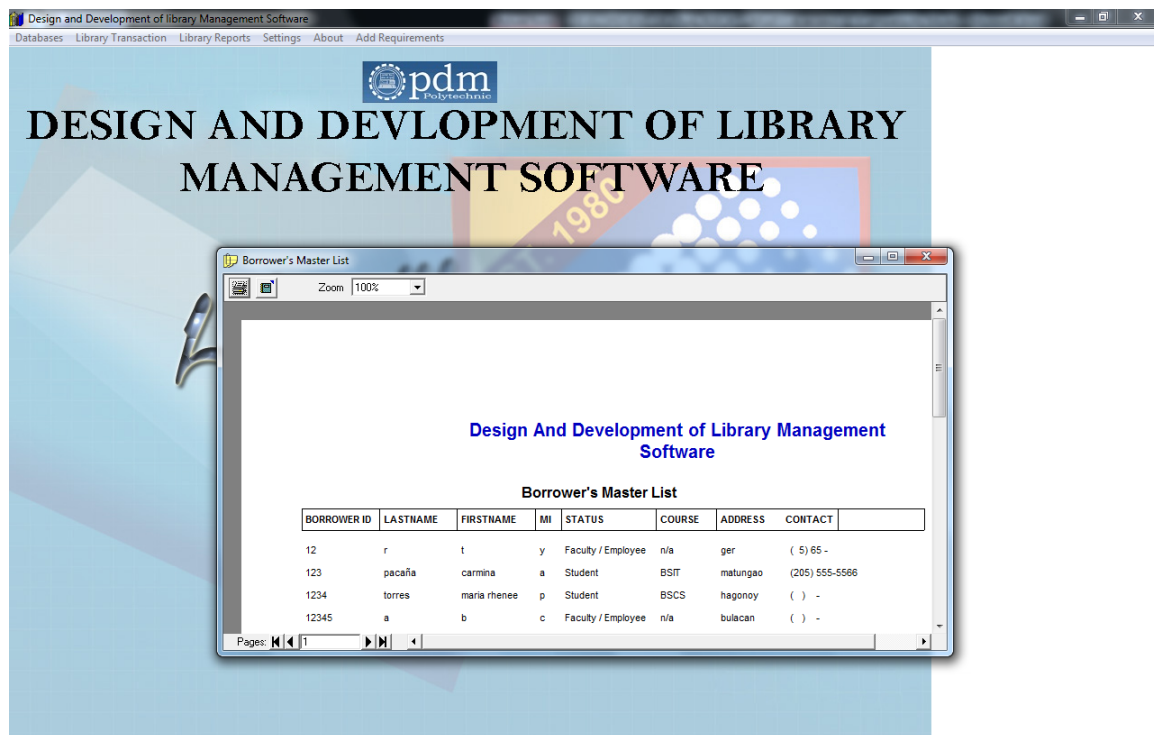 Design and Development of library Management Software
Databases Library Transaction Library Reports Settings About Add Requirements
pdm
Polytechnic
DESIGN AND DEVLOPMENT OF LIBRARY
MANAGEMENT SOFTWARE
ST. 1980
Borrower's Master List
Zoom 100%
Design And Development of Library Management
Software
Borrower's Master List
BORROWER ID LASTNAME FIRSTNAME MI STATUS COURSE ADDRESS CONTACT
12 r t y Faculty / Employee n/a ger ( 5) 65 -
123 pacaña carmina a Student BSIT matungao (205) 555-5566
1234 torres maria rhenee p Student BSCS hagonoy ( ) -
12345 a b c Faculty / Employee n/a bulacan ( ) -
Pages: 1